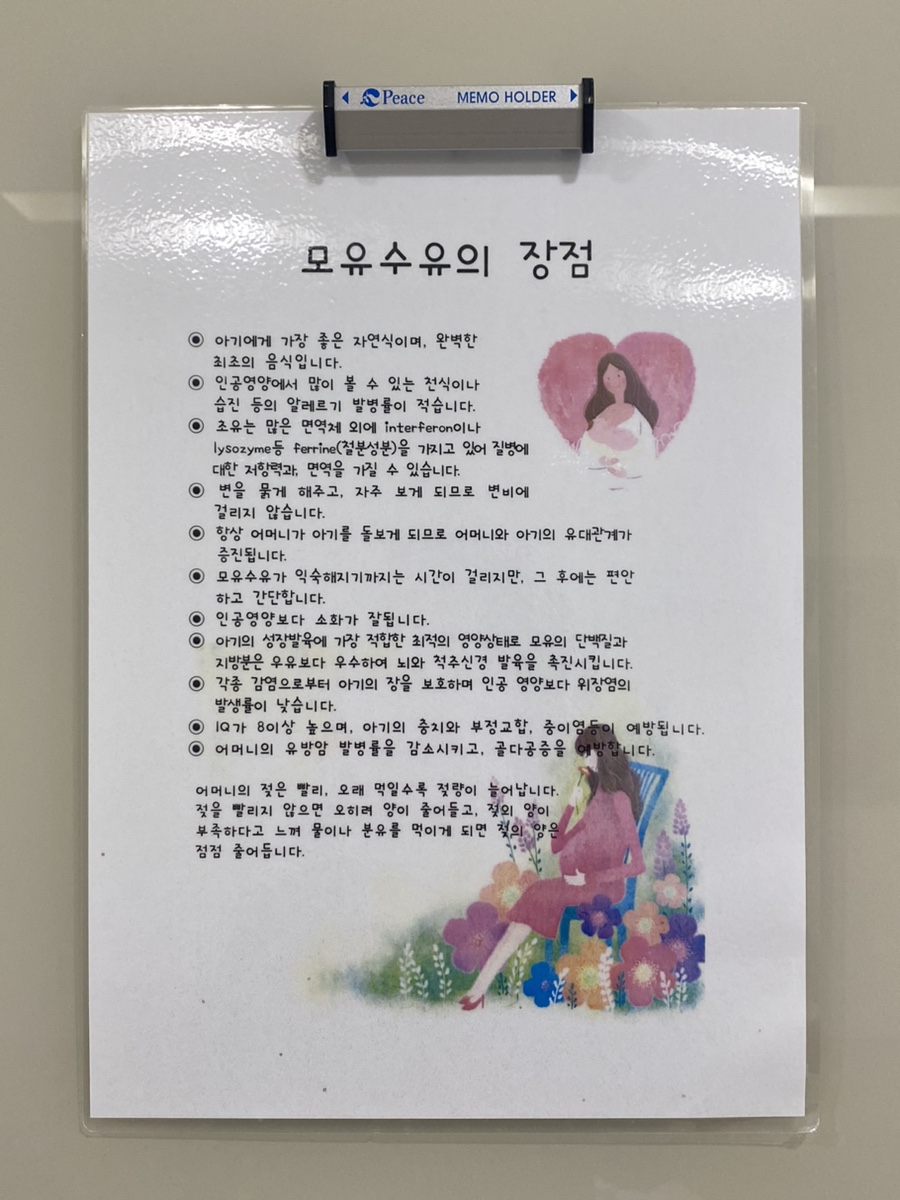 Peace MEMO HOLDER
모유수유의 장점
◉ 아기에게 가장 좋은 자연식이며, 완벽한
최초의 음식입니다.
◉ 인공영양에서 많이 볼 수 있는 천식이나
습진 등의 알레르기 발병률이 적습니다.
◉ 초유는 많은 면역체 외에 interferon이나
lysozyme등 ferrine(철분성분)을 가지고 있어 질병에
대한 저항력과, 면역을 가질 수 있습니다.
◉ 변을 묽게 해주고, 자주 보게 되므로 변비에
걸리지 않습니다.
◉ 항상 어머니가 아기를 돌보게 되므로 어머니와 아기의 유대관계가
증진됩니다.
◉ 모유수유가 익숙해지기까지는 시간이 걸리지만, 그 후에는 편안
하고 간단합니다.
◉ 인공영양보다 소화가 잘됩니다.
◉ 아기의 성장발육에 가장 적합한 최적의 영양상태로 모유의 단백질과
지방분은 우유보다 우수하여 뇌와 척추신경 발육을 촉진시킵니다.
◉ 각종 감염으로부터 아기의 장을 보호하며 인공 영양보다 위장염의
발생률이 낮습니다.
◉ IQ가 8이상 높으며, 아기의 충치와 부정교합, 중이염등이 예방됩니다.
◉ 어머니의 유방암 발병률을 감소시키고, 골다공증을 예방합니다.
어머니의 젖은 빨리, 오래 먹일수록 젖량이 늘어납니다.
젖을 빨리지 않으면 오히려 양이 줄어들고, 젖의 양이
부족하다고 느껴 물이나 분유를 먹이게 되면 젖의 양은
점점 줄어듭니다.